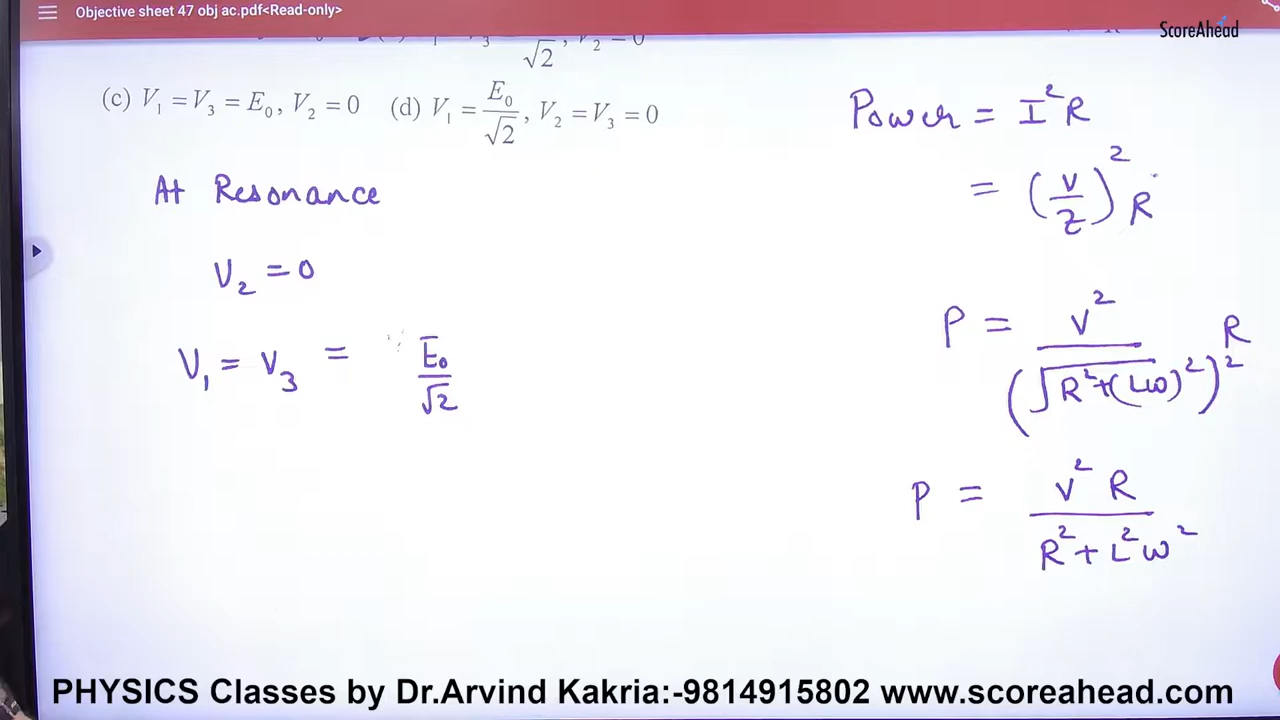 Objective sheet 47 obj ac.pdf<Read-only>
ScoreAhead
√2, V2 = 0
(c) V1 = V3 = E0, V2 = 0 (d) V1 = E0/√2, V2 = V3 = 0
At Resonance
V2 = 0
V1 = V3 = E0/√2
Power = I²R
= (V/Z)² R
P = V²/(√R²+(Lω)²)² R
P = V² R/R²+L²ω²
PHYSICS Classes by Dr.Arvind Kakria:-9814915802 www.scoreahead.com